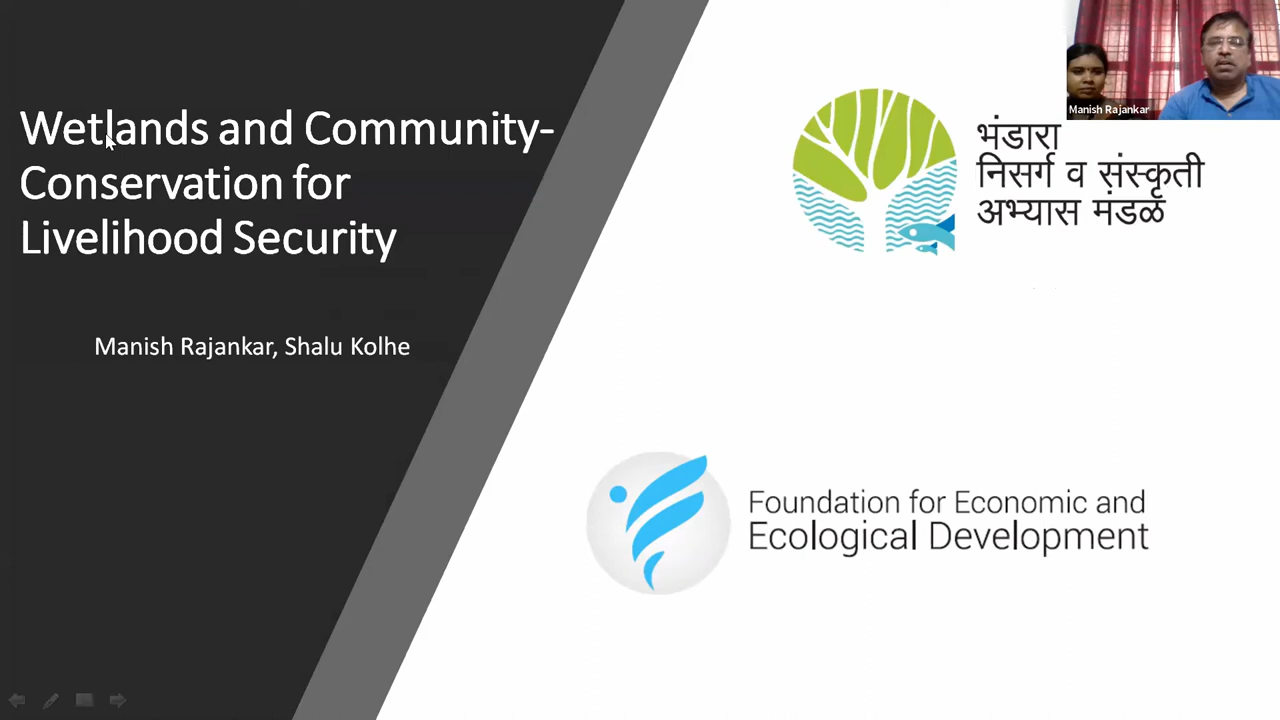 Wetlands and Community-
Conservation for
Livelihood Security
Manish Rajankar, Shalu Kolhe
Manish Rajankar
भंडारा
निसर्ग व संस्कृती
अभ्यास मंडळ
Foundation for Economic and
Ecological Development